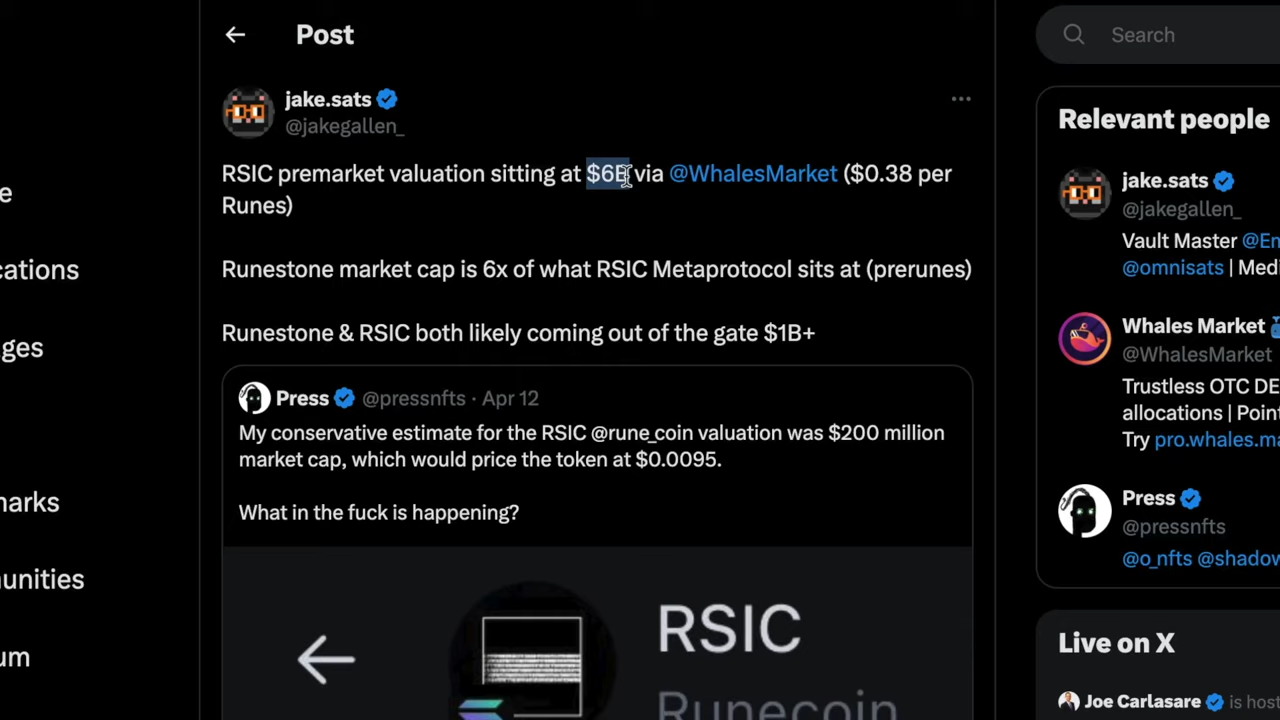 Post
Search
jake.sats
@jakegallen_
RSIC premarket valuation sitting at $6B via @WhalesMarket ($0.38 per
Runes)
Runestone market cap is 6x of what RSIC Metaprotocol sits at (prerunes)
Runestone & RSIC both likely coming out of the gate $1B+
Press @pressnfts · Apr 12
My conservative estimate for the RSIC @rune_coin valuation was $200 million
market cap, which would price the token at $0.0095.
What in the fuck is happening?
RSIC
Runecoin
e
cations
ges
narks
unities
um
Relevant people
jake.sats
@jakegallen_
Vault Master @En
@omnisats | Medi
Whales Market
@WhalesMarket
Trustless OTC DE
allocations | Point
Try pro.whales.ma
Press
@pressnfts
@o_nfts @shadow
Live on X
Joe Carlasare is host